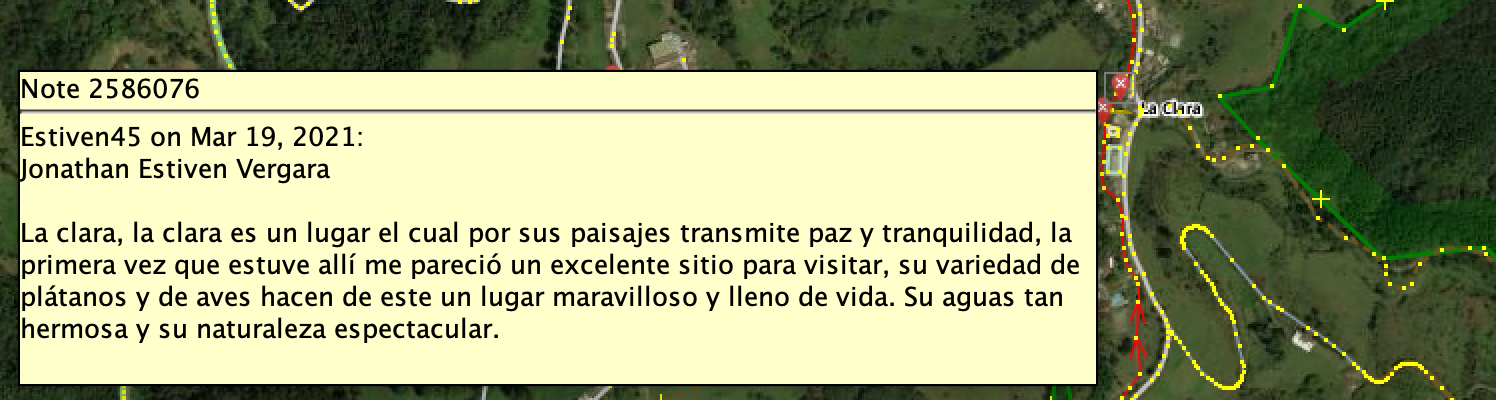 Note 2586076
Estiven45 on Mar 19, 2021:
Jonathan Estiven Vergara
La clara, la clara es un lugar el cual por sus paisajes transmite paz y tranquilidad, la
primera vez que estuve allí me pareció un excelente sitio para visitar, su variedad de
plátanos y de aves hacen de este un lugar maravilloso y lleno de vida. Su aguas tan
hermosa y su naturaleza espectacular.
La Clara